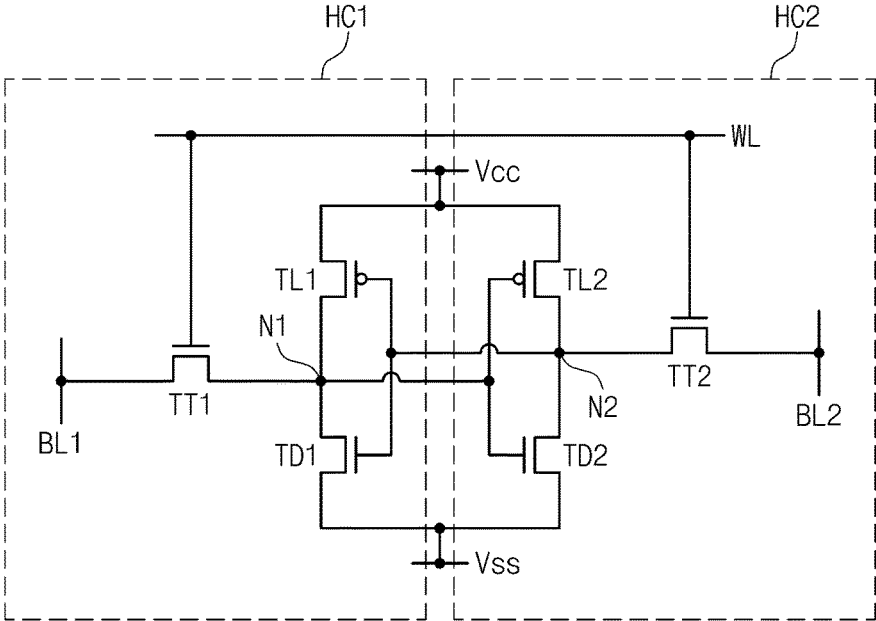 HC1
HC2
WL
Vcc
TL1
TL2
N1
TT1
TT2
N2
BL1
BL2
TD1
TD2
Vss